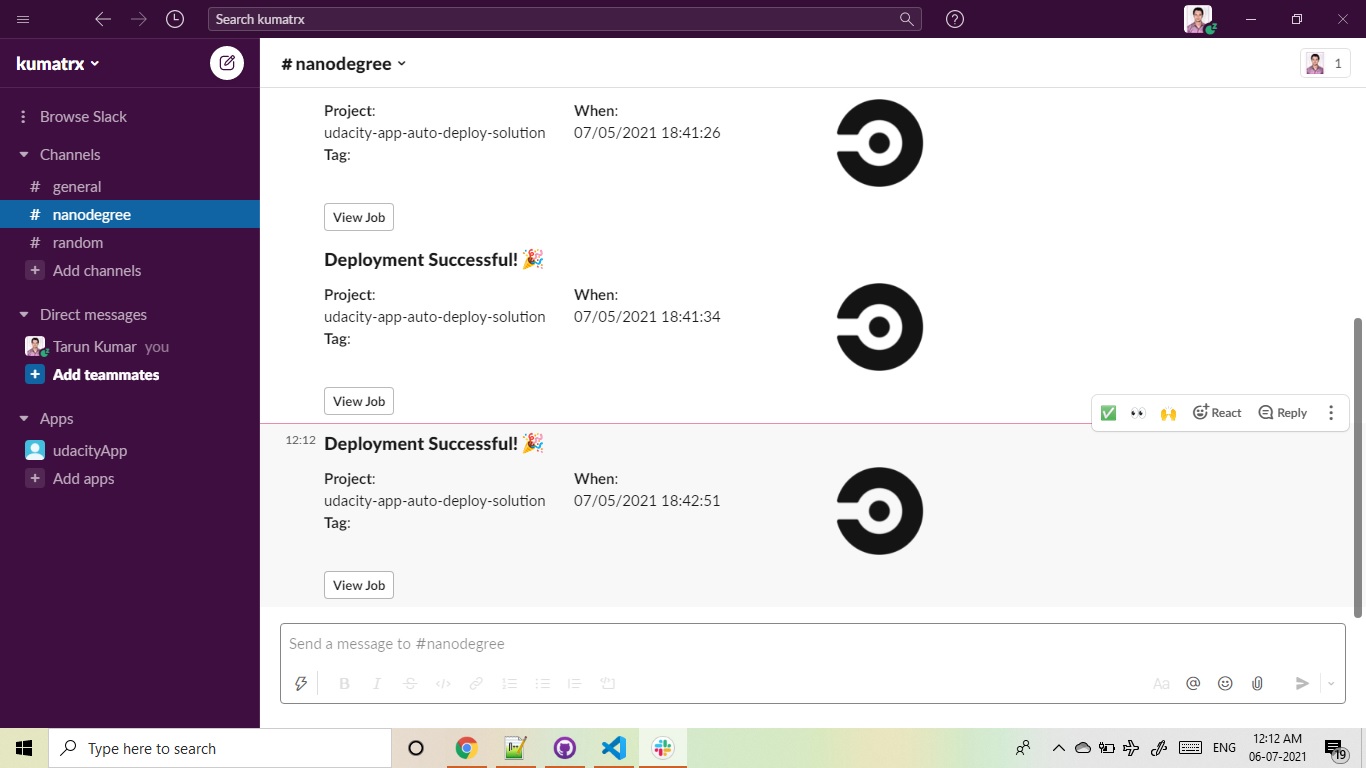 Search kumatrx
kumatrx
# nanodegree
1
Browse Slack
Channels
# general
# nanodegree
# random
+ Add channels
Direct messages
Tarun Kumar you
+ Add teammates
Apps
udacityApp
+ Add apps
Project: When:
udacity-app-auto-deploy-solution 07/05/2021 18:41:26
Tag:
View Job
Deployment Successful! 🎉
Project: When:
udacity-app-auto-deploy-solution 07/05/2021 18:41:34
Tag:
View Job
React Reply
12:12 Deployment Successful! 🎉
Project: When:
udacity-app-auto-deploy-solution 07/05/2021 18:42:51
Tag:
View Job
Send a message to #nanodegree
B I S </> Aa @
Type here to search
ENG
12:12 AM
06-07-2021
19